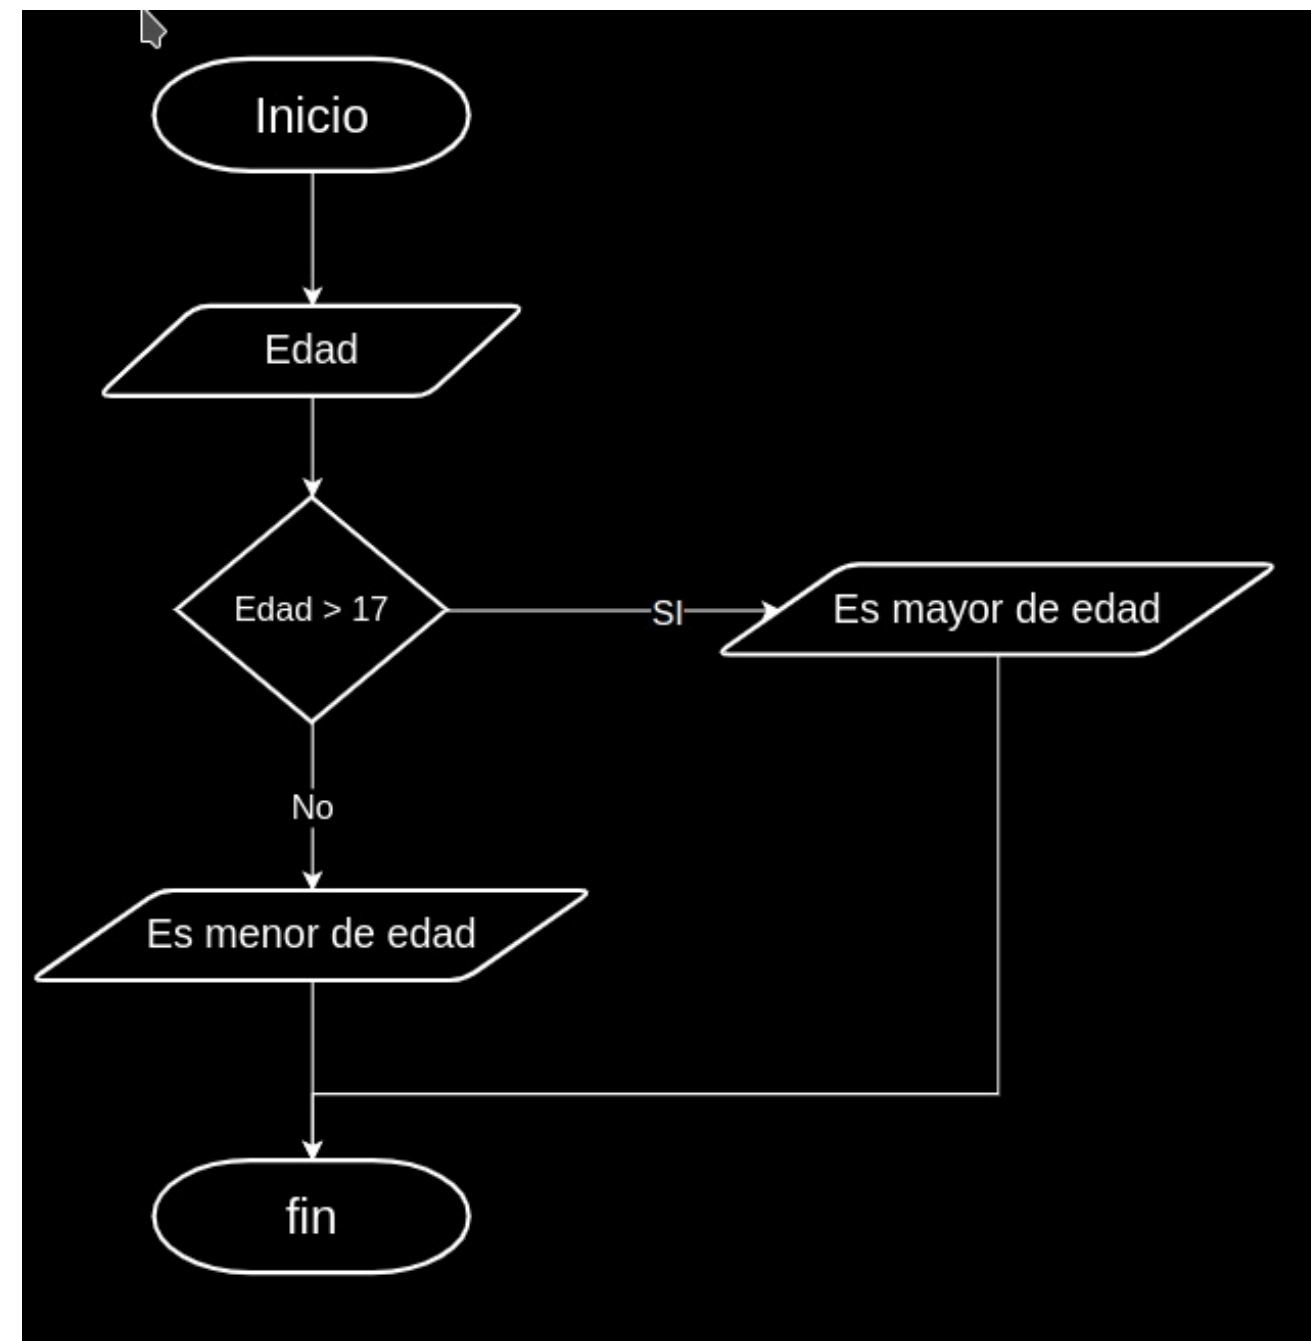 Inicio
Edad
Edad > 17
SI
Es mayor de edad
No
Es menor de edad
fin